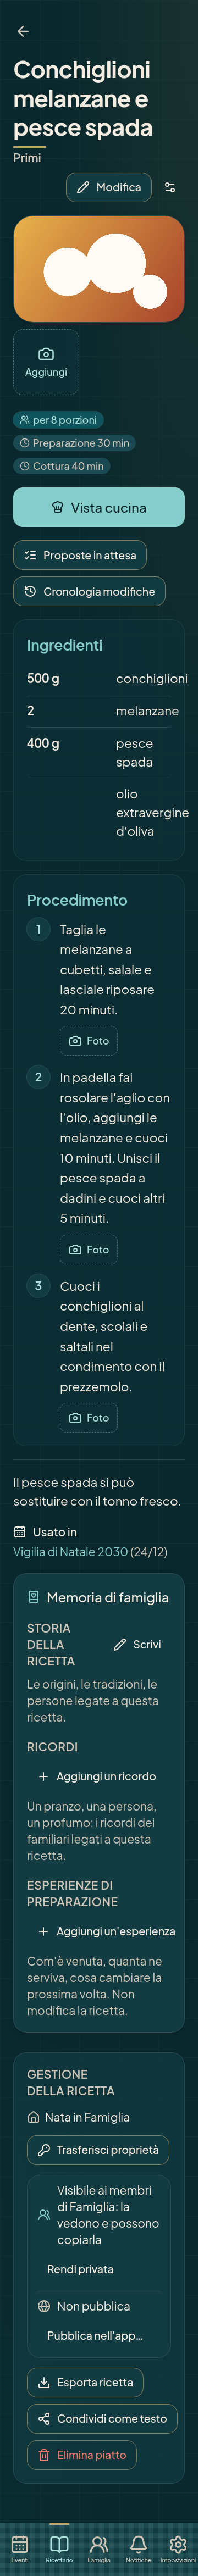 Conchiglioni
melanzane e
pesce spada
Primi
Modifica
Aggiungi
per 8 porzioni
Preparazione 30 min
Cottura 40 min
Vista cucina
Proposte in attesa
Cronologia modifiche
Ingredienti
500 g conchiglioni
2 melanzane
400 g pesce
spada
olio
extravergine
d'oliva
Procedimento
1 Taglia le
melanzane a
cubetti, salale e
lasciale riposare
20 minuti.
Foto
2 In padella fai
rosolare l'aglio con
l'olio, aggiungi le
melanzane e cuoci
10 minuti. Unisci il
pesce spada a
dadini e cuoci altri
5 minuti.
Foto
3 Cuoci i
conchiglioni al
dente, scolali e
saltali nel
condimento con il
prezzemolo.
Foto
Il pesce spada si può
sostituire con il tonno fresco.
Usato in
Vigilia di Natale 2030 (24/12)
Memoria di famiglia
STORIA
DELLA
RICETTA
Scrivi
Le origini, le tradizioni, le
persone legate a questa
ricetta.
RICORDI
Aggiungi un ricordo
Un pranzo, una persona,
un profumo: i ricordi dei
familiari legati a questa
ricetta.
ESPERIENZE DI
PREPARAZIONE
Aggiungi un'esperienza
Com'è venuta, quanta ne
serviva, cosa cambiare la
prossima volta. Non
modifica la ricetta.
GESTIONE
DELLA RICETTA
Nata in Famiglia
Trasferisci proprietà
Visibile ai membri
di Famiglia: la
vedono e possono
copiarla
Rendi privata
Non pubblica
Pubblica nell'app…
Esporta ricetta
Condividi come testo
Elimina piatto
Eventi Ricettario Famiglia Notifiche Impostazioni